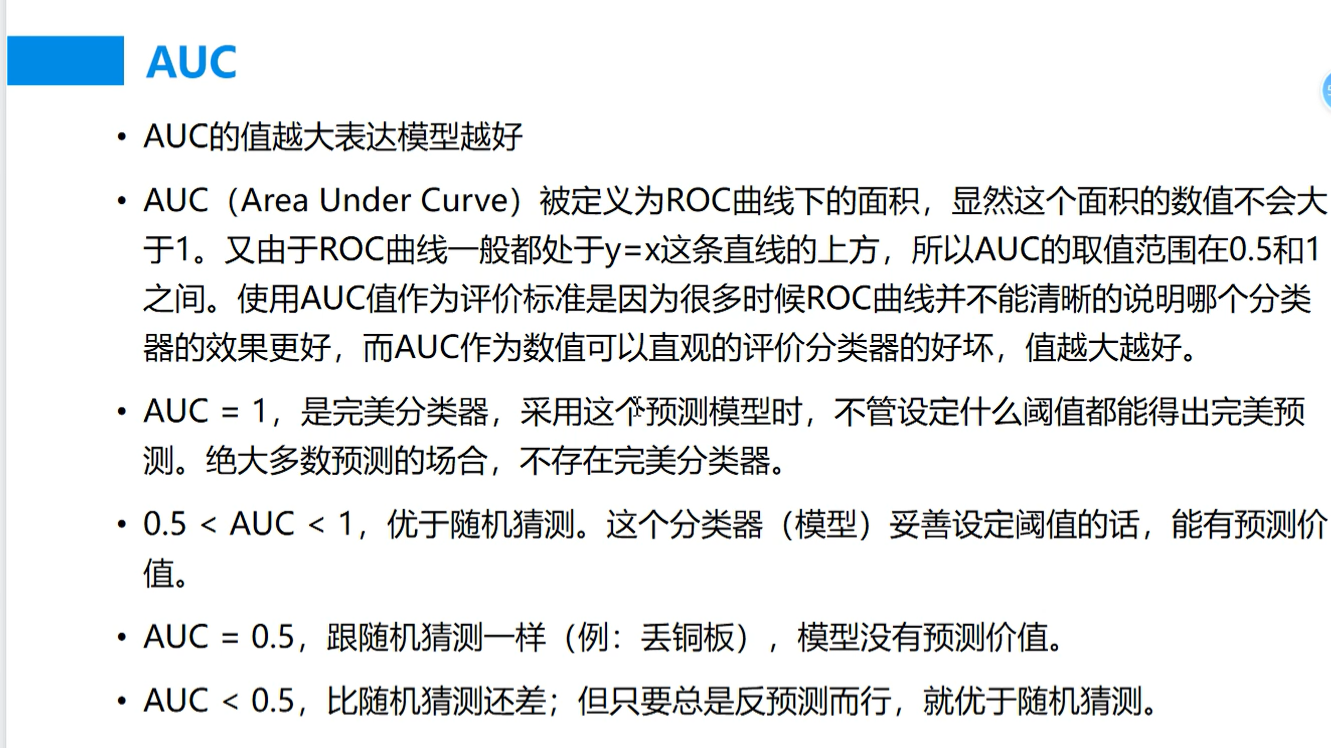 AUC
• AUC的值越大表达模型越好
• AUC（Area Under Curve）被定义为ROC曲线下的面积，显然这个面积的数值不会大
于1。又由于ROC曲线一般都处于y=x这条直线的上方，所以AUC的取值范围在0.5和1
之间。使用AUC值作为评价标准是因为很多时候ROC曲线并不能清晰的说明哪个分类
器的效果更好，而AUC作为数值可以直观的评价分类器的好坏，值越大越好。
• AUC = 1，是完美分类器，采用这个预测模型时，不管设定什么阈值都能得出完美预
测。绝大多数预测的场合，不存在完美分类器。
• 0.5 < AUC < 1，优于随机猜测。这个分类器（模型）妥善设定阈值的话，能有预测价
值。
• AUC = 0.5，跟随机猜测一样（例：丢铜板），模型没有预测价值。
• AUC < 0.5，比随机猜测还差；但只要总是反预测而行，就优于随机猜测。